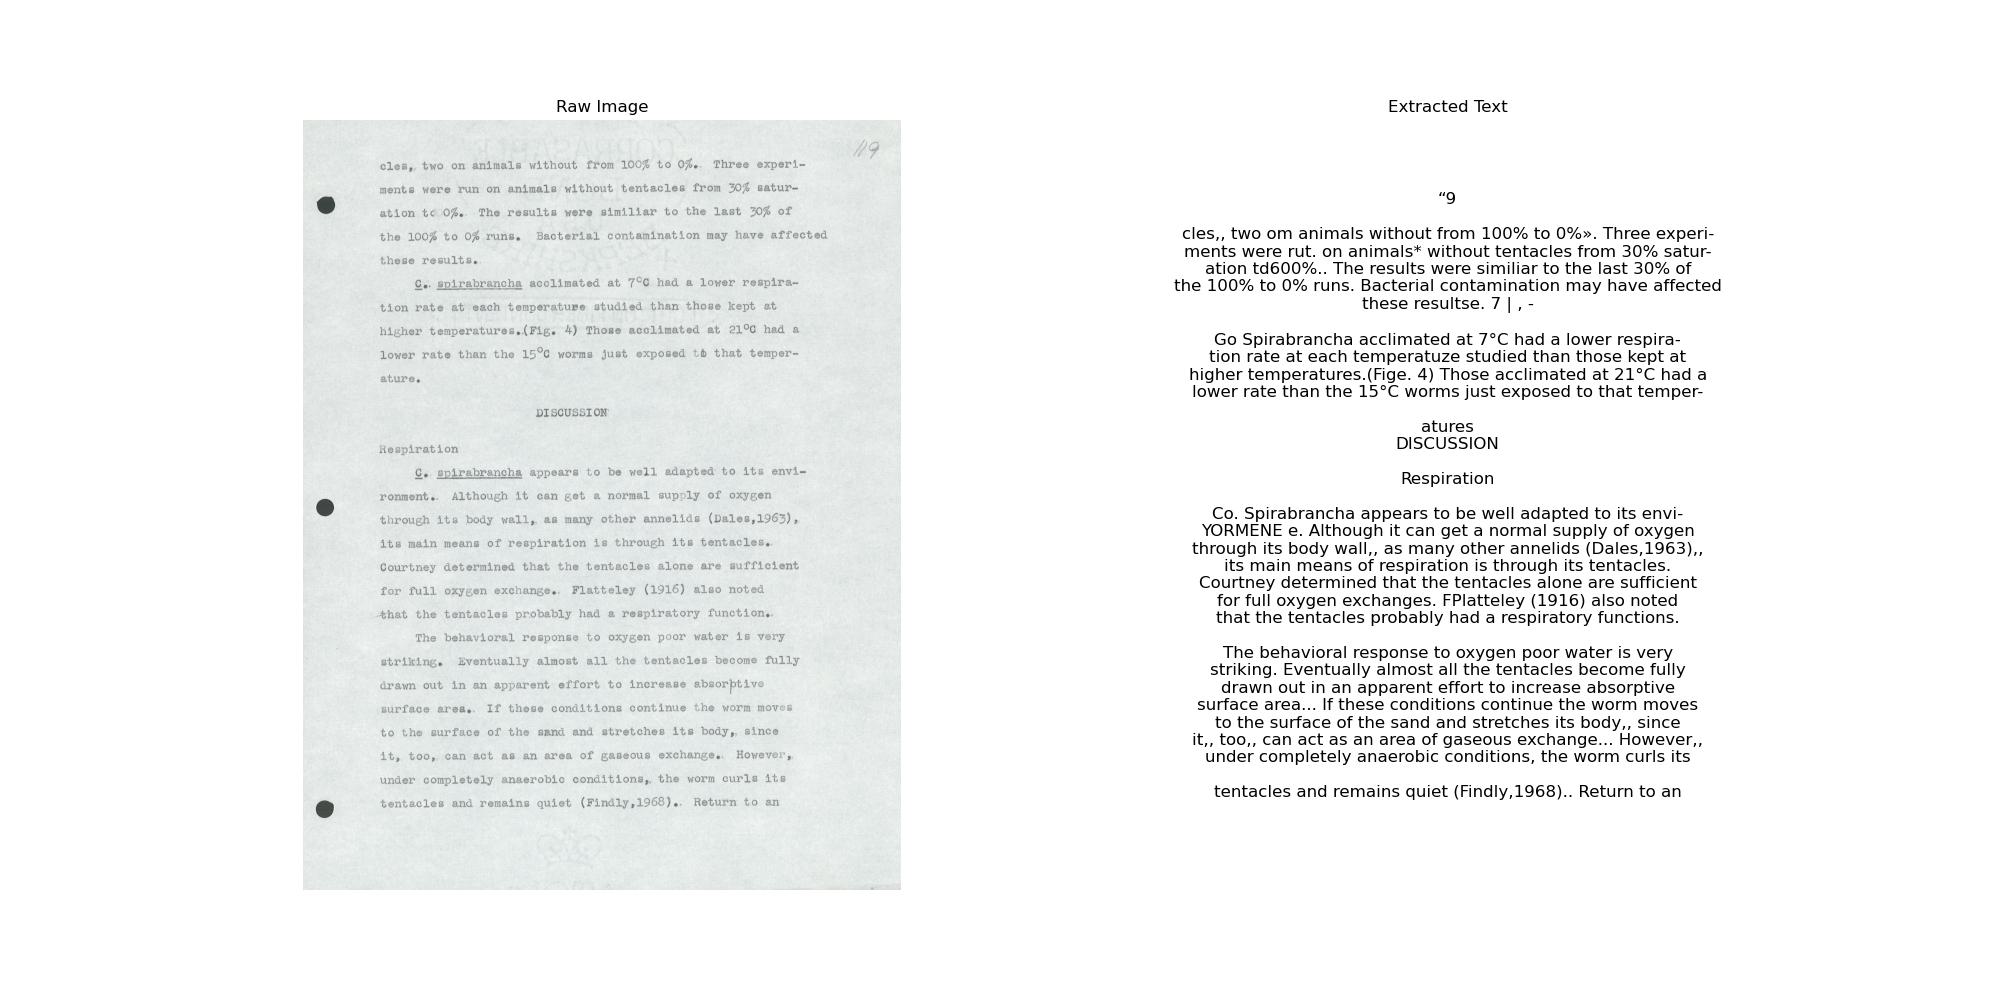 Raw Image
119
cles, two on animals without from 100% to 0%. Three experi-
ments were run on animals without tentacles from 30% satur-
ation to 0%. The results were similiar to the last 30% of
the 100% to 0% runs. Bacterial contamination may have affected
these results.
C. spirabrancha acclimated at 7°C had a lower respira-
tion rate at each temperature studied than those kept at
higher temperatures.(Fig. 4) Those acclimated at 21°C had a
lower rate than the 15°C worms just exposed to that temper-
ature.
DISCUSSION
Respiration
C. spirabrancha appears to be well adapted to its envi-
ronment. Although it can get a normal supply of oxygen
through its body wall, as many other annelids (Dales,1963),
its main means of respiration is through its tentacles.
Courtney determined that the tentacles alone are sufficient
for full oxygen exchange. Flatteley (1916) also noted
that the tentacles probably had a respiratory function.
The behavioral response to oxygen poor water is very
striking. Eventually almost all the tentacles become fully
drawn out in an apparent effort to increase absorptive
surface area. If these conditions continue the worm moves
to the surface of the sand and stretches its body, since
it, too, can act as an area of gaseous exchange. However,
under completely anaerobic conditions, the worm curls its
tentacles and remains quiet (Findly,1968). Return to an
Extracted Text
“9
cles,, two om animals without from 100% to 0%». Three experi-
ments were rut. on animals* without tentacles from 30% satur-
ation td600%.. The results were similiar to the last 30% of
the 100% to 0% runs. Bacterial contamination may have affected
these resultse. 7 | , -
Go Spirabrancha acclimated at 7°C had a lower respira-
tion rate at each temperatuze studied than those kept at
higher temperatures.(Fige. 4) Those acclimated at 21°C had a
lower rate than the 15°C worms just exposed to that temper-
atures
DISCUSSION
Respiration
Co. Spirabrancha appears to be well adapted to its envi-
YORMENE e. Although it can get a normal supply of oxygen
through its body wall,, as many other annelids (Dales,1963),,
its main means of respiration is through its tentacles.
Courtney determined that the tentacles alone are sufficient
for full oxygen exchanges. FPlatteley (1916) also noted
that the tentacles probably had a respiratory functions.
The behavioral response to oxygen poor water is very
striking. Eventually almost all the tentacles become fully
drawn out in an apparent effort to increase absorptive
surface area... If these conditions continue the worm moves
to the surface of the sand and stretches its body,, since
it,, too,, can act as an area of gaseous exchange... However,,
under completely anaerobic conditions, the worm curls its
tentacles and remains quiet (Findly,1968).. Return to an